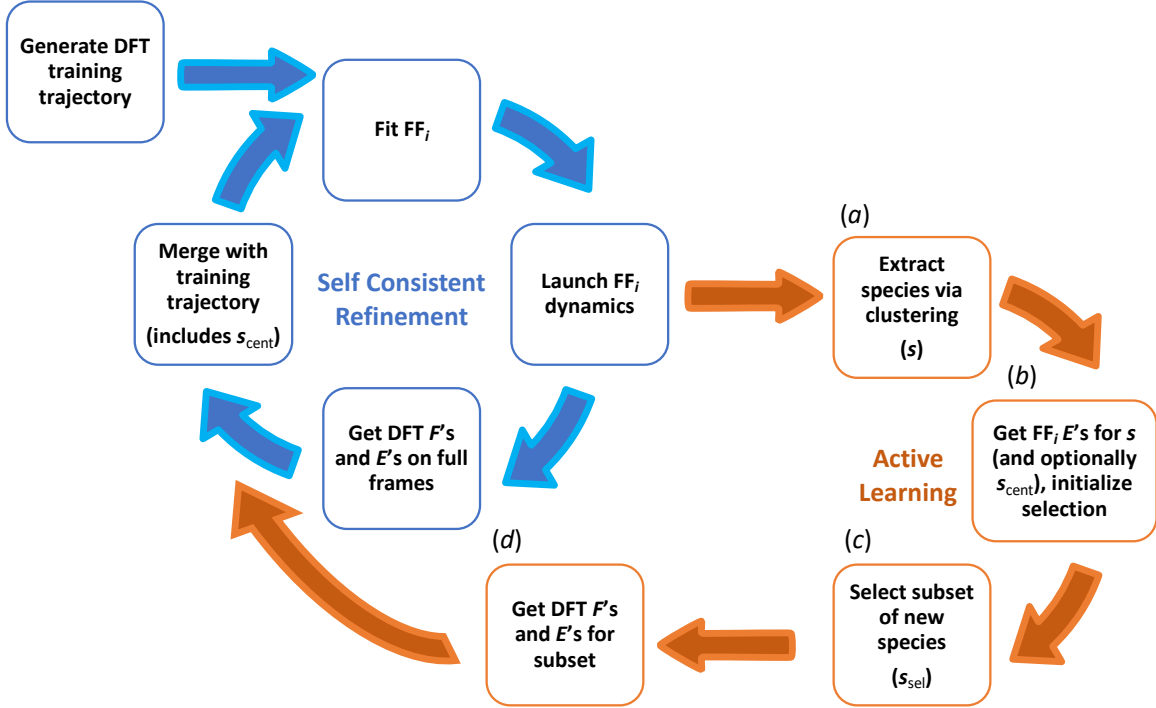 Generate DFT
training
trajectory
Fit FFi
Merge with
training
trajectory
(includes scent)
Self Consistent
Refinement
Launch FFi
dynamics
Get DFT F's
and E's on full
frames
(a)
Extract
species via
clustering
(s)
(b)
Get FFi E's for s
(and optionally
scent), initialize
selection
Active
Learning
(c)
Select subset
of new
species
(ssel)
(d)
Get DFT F's
and E's for
subset